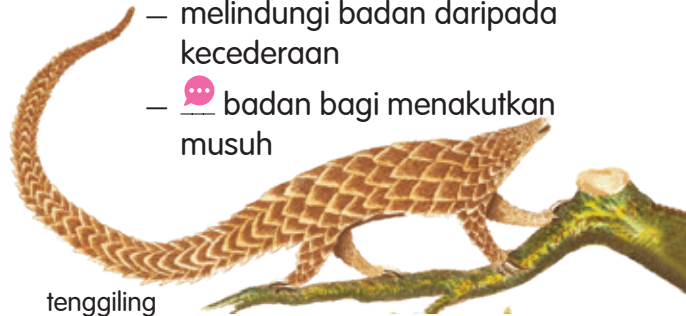 – melindungi badan daripada
kecederaan
– ___ badan bagi menakutkan
musuh
tenggiling